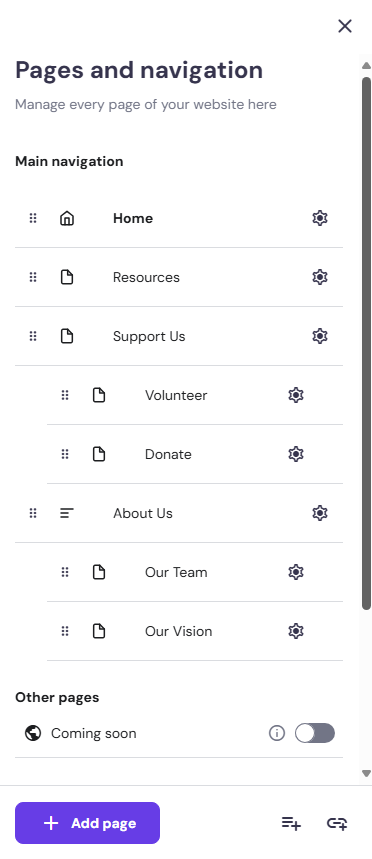 Pages and navigation
Manage every page of your website here
Main navigation
Home
Resources
Support Us
Volunteer
Donate
About Us
Our Team
Our Vision
Other pages
Coming soon
Add page